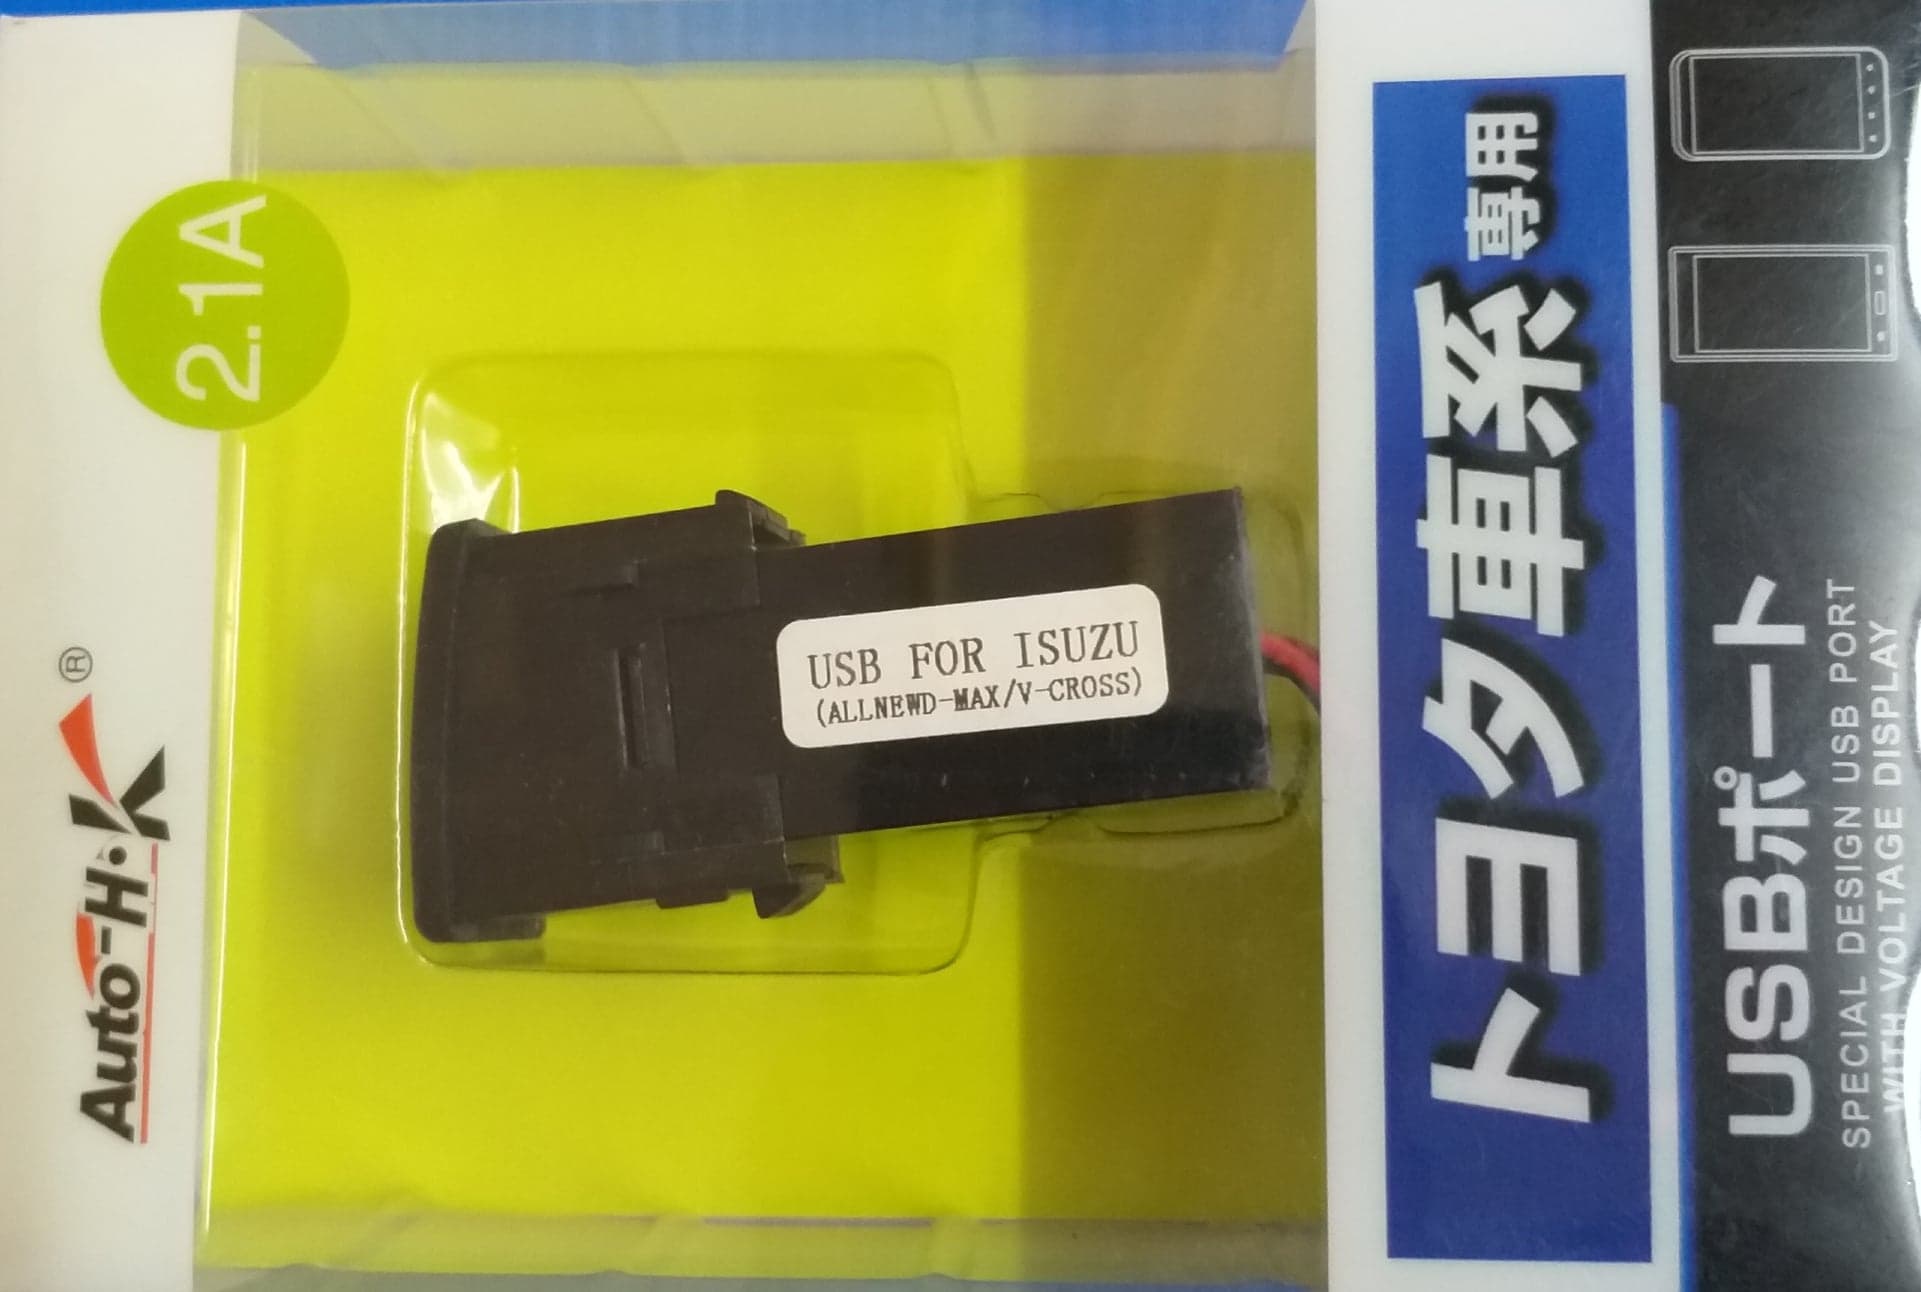 Auto-H·K®
2.1A
USB FOR ISUZU
(ALLNEWD-MAX/V-CROSS)
トヨタ車系専用
USBポート
SPECIAL DESIGN USB PORT
WITH VOLTAGE DISPLAY